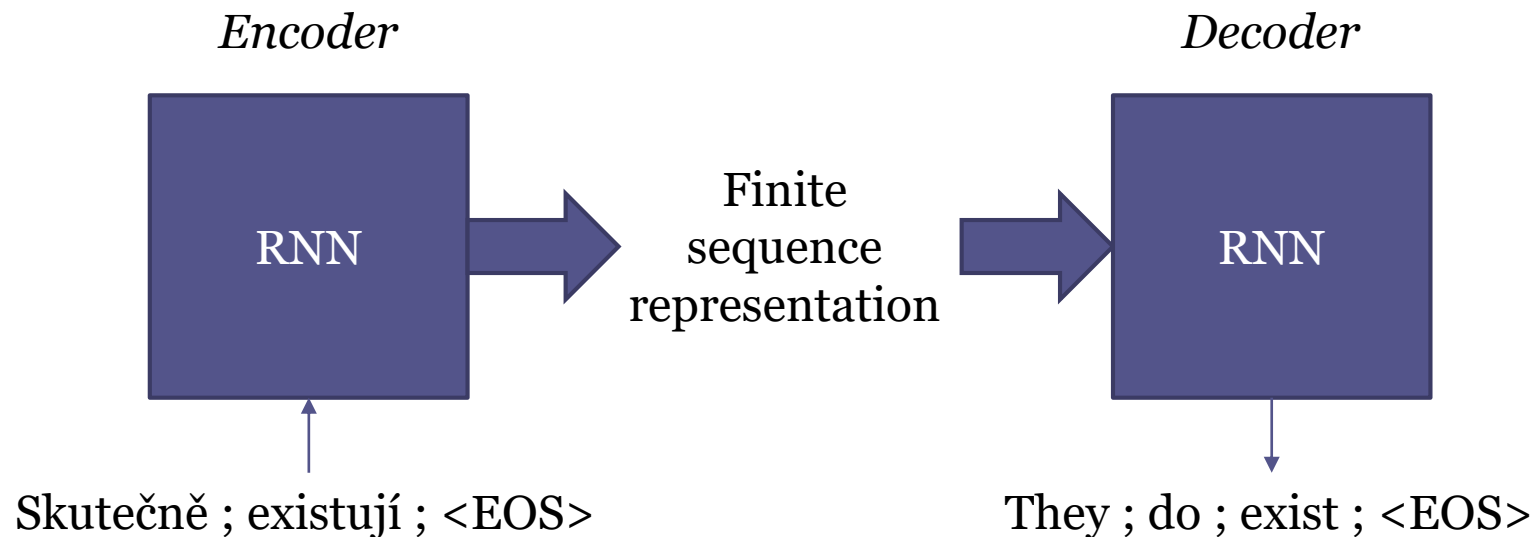 Encoder
Decoder
RNN
Finite
sequence
representation
RNN
Skutečně ; existují ; <EOS>
They ; do ; exist ; <EOS>